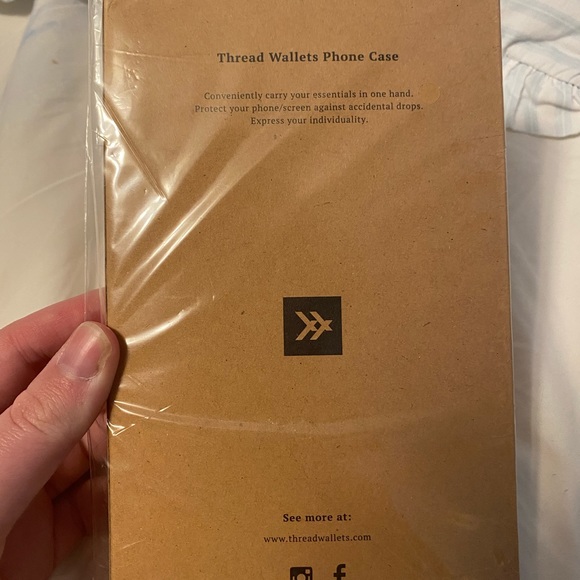 Thread Wallets Phone Case
Conveniently carry your essentials in one hand.
Protect your phone/screen against accidental drops.
Express your individuality.
See more at:
www.threadwallets.com